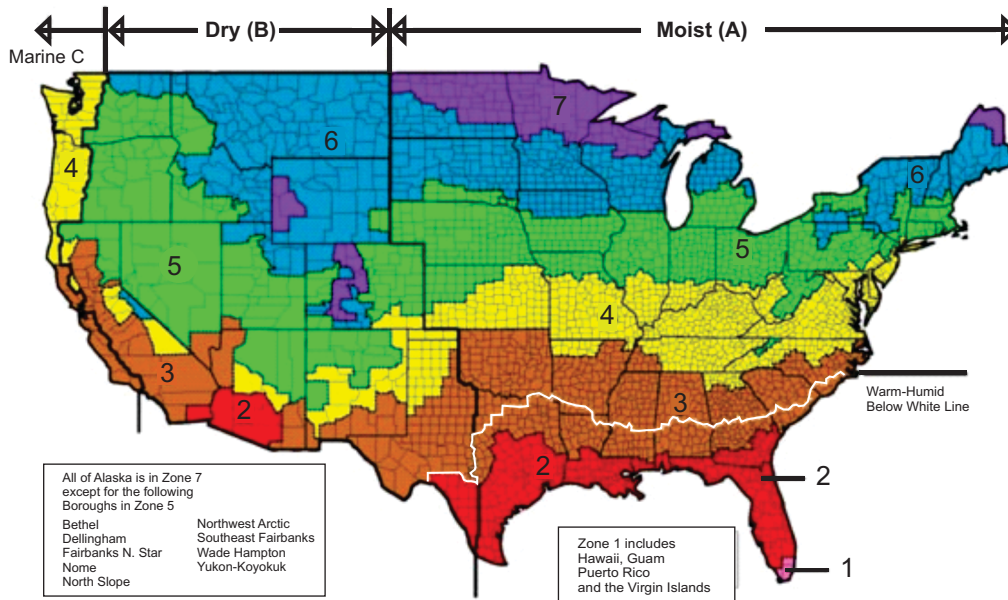 Dry (B)
Moist (A)
Marine C
7
6
4
6
5
5
4
3
3
2
2
Warm-Humid
Below White Line
2
1
All of Alaska is in Zone 7
except for the following
Boroughs in Zone 5
Bethel
Dellingham
Fairbanks N. Star
Nome
North Slope
Northwest Arctic
Southeast Fairbanks
Wade Hampton
Yukon-Koyokuk
Zone 1 includes
Hawaii, Guam
Puerto Rico
and the Virgin Islands